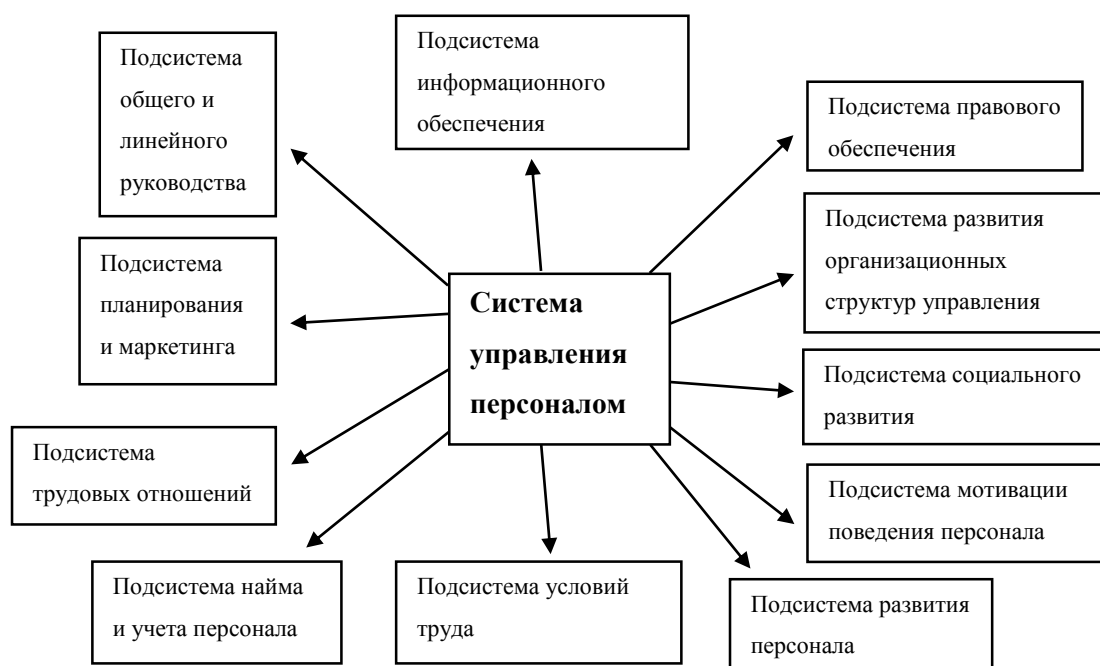 Подсистема
общего и
линейного
руководства
Подсистема
информационного
обеспечения
Подсистема правового
обеспечения
Подсистема
планирования
и маркетинга
Система
управления
персоналом
Подсистема развития
организационных
структур управления
Подсистема социального
развития
Подсистема
трудовых отношений
Подсистема мотивации
поведения персонала
Подсистема найма
и учета персонала
Подсистема условий
труда
Подсистема развития
персонала